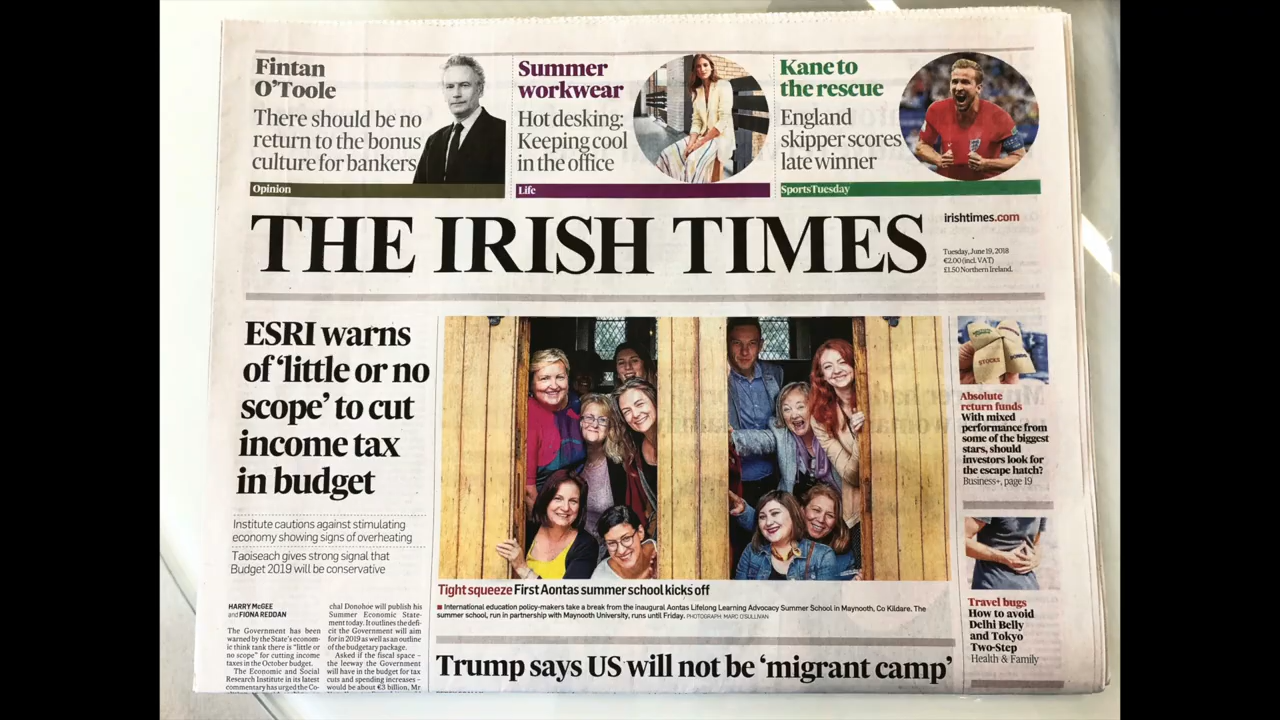 Fintan
O'Toole
There should be no
return to the bonus
culture for bankers
Opinion
Summer
workwear
Hot desking:
Keeping cool
in the office
Life
Kane to
the rescue
England
skipper scores
late winner
SportsTuesday
THE IRISH TIMES
irishtimes.com
Tuesday, June 19, 2018
€2.00 (incl. VAT)
£1.50 Northern Ireland.
ESRI warns
of 'little or no
scope' to cut
income tax
in budget
Institute cautions against stimulating
economy showing signs of overheating
Taoiseach gives strong signal that
Budget 2019 will be conservative
HARRY McGEE
and FIONA REDDAN
The Government has been
warned by the State's econom-
ic think tank there is "little or
no scope" for cutting income
taxes in the October budget.
The Economic and Social
Research Institute in its latest
commentary has urged the Co-
chal Donohoe will publish his
Summer Economic State-
ment today. It outlines the defi-
cit the Government will aim
for in 2019 as well as an outline
of the budgetary package.
Asked if the fiscal space –
the leeway the Government
will have in the budget for tax
cuts and spending increases –
would be about €3 billion, Mr
Tight squeeze First Aontas summer school kicks off
■ International education policy-makers take a break from the inaugural Aontas Lifelong Learning Advocacy Summer School in Maynooth, Co Kildare. The
summer school, run in partnership with Maynooth University, runs until Friday. PHOTOGRAPH: MARC O'SULLIVAN
Trump says US will not be 'migrant camp'
STOCKS
Absolute
return funds
With mixed
performance from
some of the biggest
stars, should
investors look for
the escape hatch?
Business+, page 19
Travel bugs
How to avoid
Delhi Belly
and Tokyo
Two-Step
Health & Family